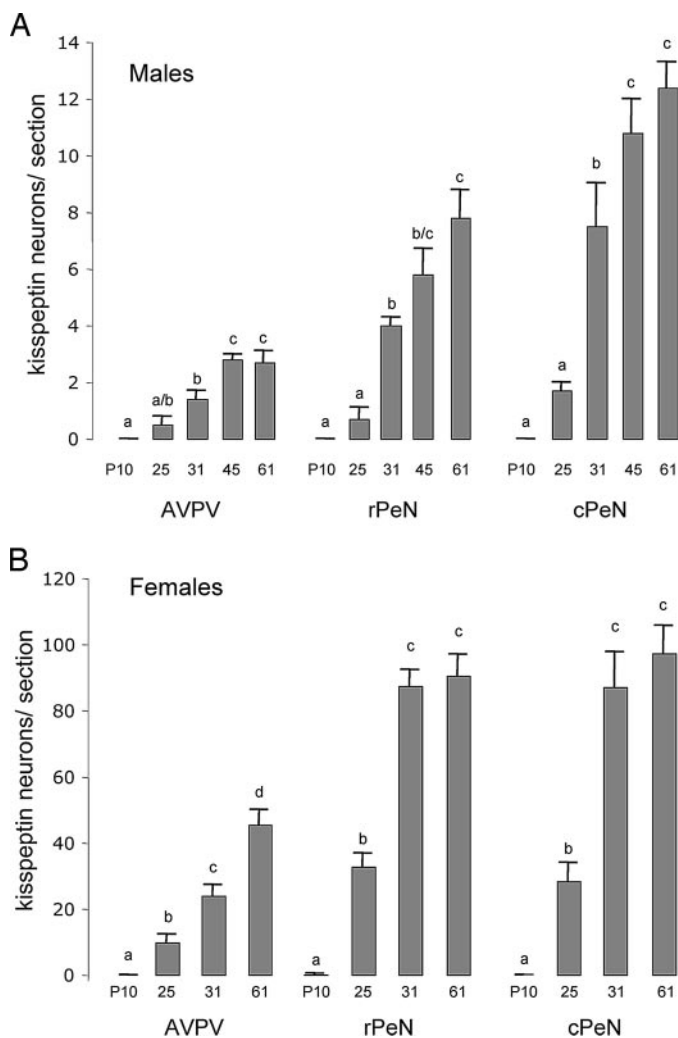 A
Males
kisspeptin neurons/ section
14
12
10
8
6
4
2
0
a a/b b c c
a a b b/c c
a a b c c
P10 25 31 45 61 P10 25 31 45 61 P10 25 31 45 61
AVPV rPeN cPeN
B
Females
kisspeptin neurons/ section
120
100
80
60
40
20
0
a b c d
a b c c
a b c c
P10 25 31 61 P10 25 31 61 P10 25 31 61
AVPV rPeN cPeN